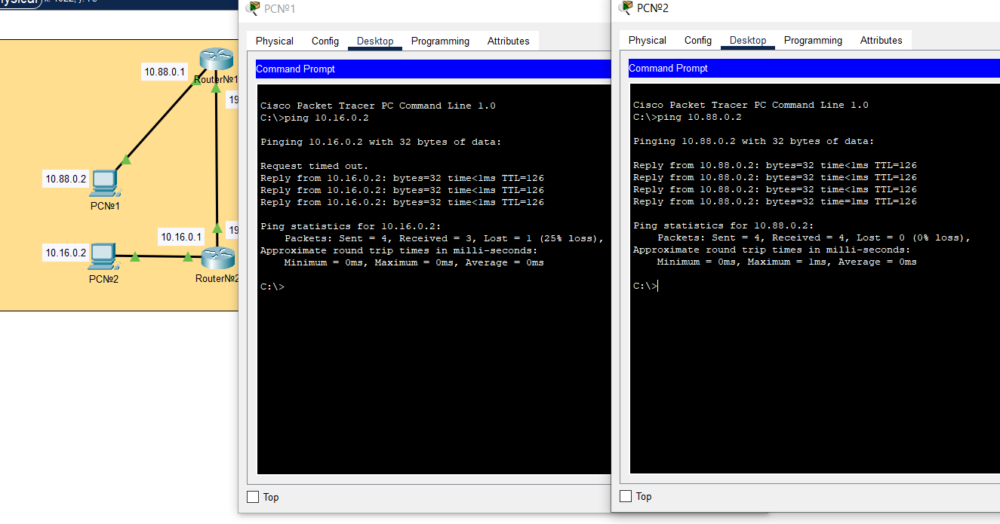 10.88.0.1
Router№1
19
10.88.0.2
PC№1
10.16.0.1
19
10.16.0.2
PC№2
Router№2
PC№1
Physical
Config
Desktop
Programming
Attributes
Command Prompt
Cisco Packet Tracer PC Command Line 1.0
C:\>ping 10.16.0.2
Pinging 10.16.0.2 with 32 bytes of data:
Request timed out.
Reply from 10.16.0.2: bytes=32 time<1ms TTL=126
Reply from 10.16.0.2: bytes=32 time<1ms TTL=126
Reply from 10.16.0.2: bytes=32 time<1ms TTL=126
Ping statistics for 10.16.0.2:
Packets: Sent = 4, Received = 3, Lost = 1 (25% loss),
Approximate round trip times in milli-seconds:
Minimum = 0ms, Maximum = 0ms, Average = 0ms
C:\>
Top
PC№2
Physical
Config
Desktop
Programming
Attributes
Command Prompt
Cisco Packet Tracer PC Command Line 1.0
C:\>ping 10.88.0.2
Pinging 10.88.0.2 with 32 bytes of data:
Reply from 10.88.0.2: bytes=32 time<1ms TTL=126
Reply from 10.88.0.2: bytes=32 time<1ms TTL=126
Reply from 10.88.0.2: bytes=32 time<1ms TTL=126
Reply from 10.88.0.2: bytes=32 time=1ms TTL=126
Ping statistics for 10.88.0.2:
Packets: Sent = 4, Received = 4, Lost = 0 (0% loss),
Approximate round trip times in milli-seconds:
Minimum = 0ms, Maximum = 1ms, Average = 0ms
C:\>
Top